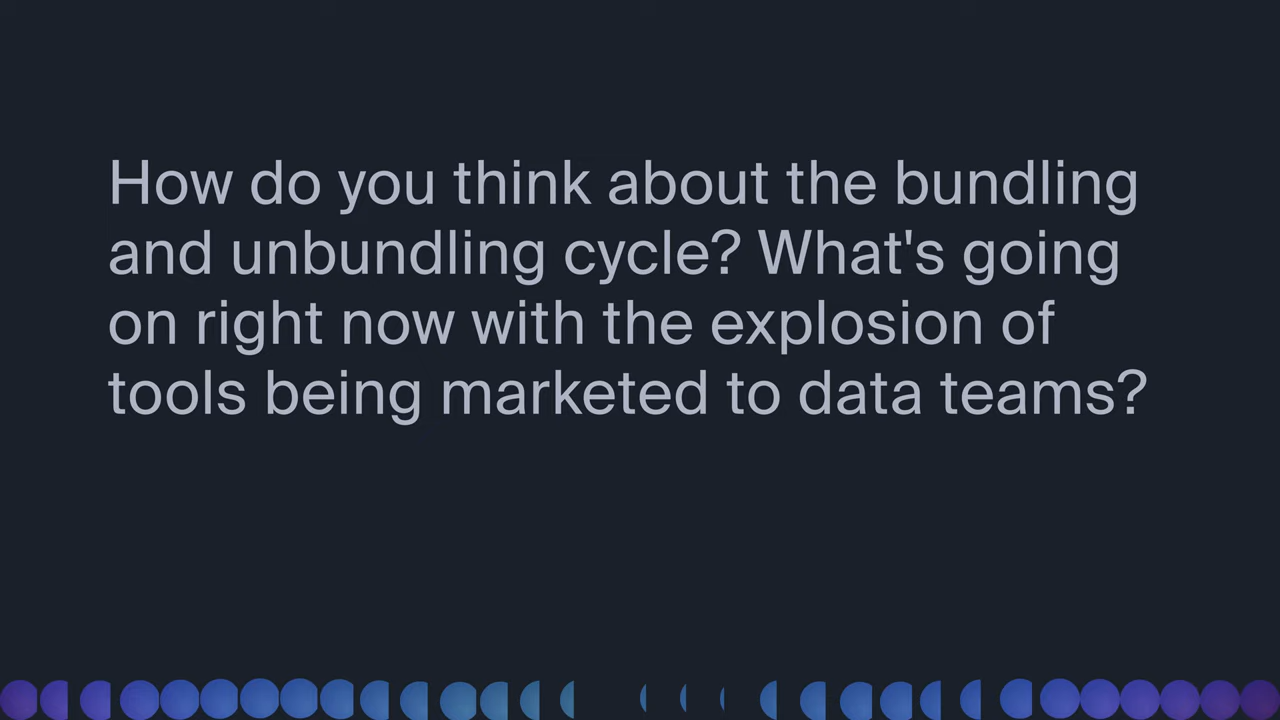 How do you think about the bundling
and unbundling cycle? What's going
on right now with the explosion of
tools being marketed to data teams?